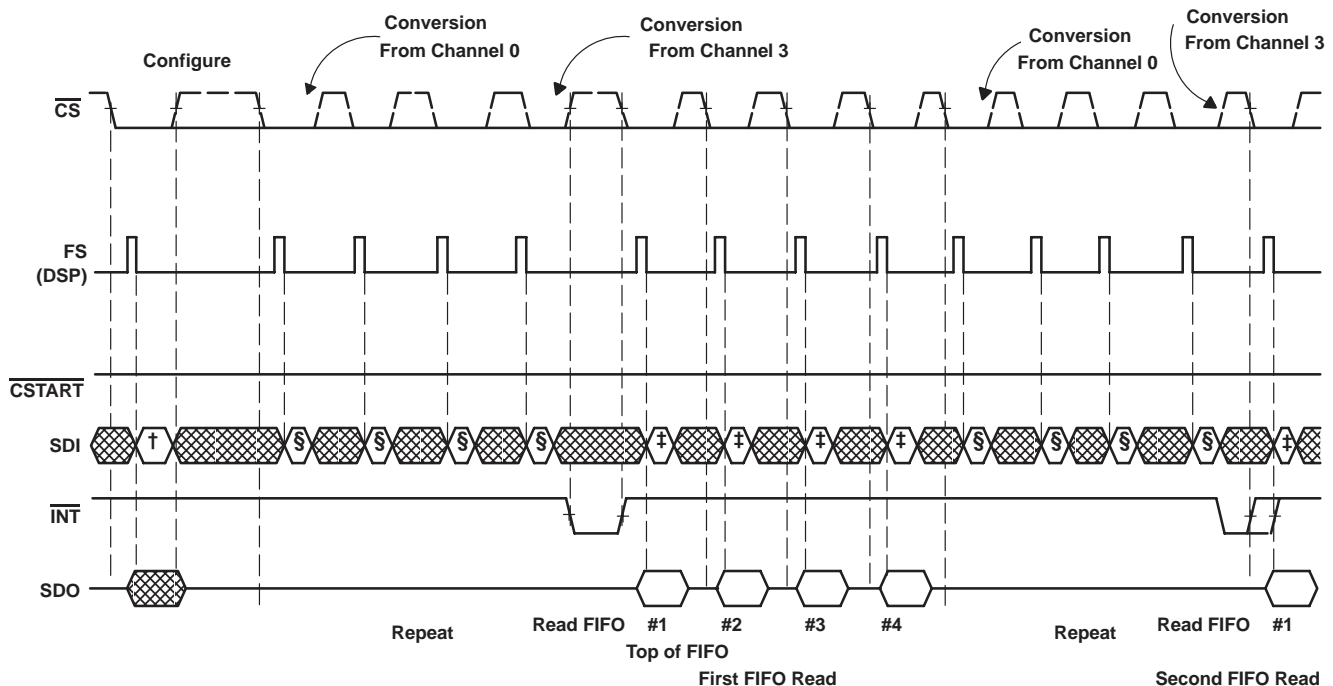 Configure
Conversion
From Channel 0
Conversion
From Channel 3
Conversion
From Channel 0
Conversion
From Channel 3
CS
FS
(DSP)
CSTART
SDI
† § § § § ‡ ‡ ‡ ‡ § § § § ‡
INT
SDO
Repeat
Read FIFO
#1
#2
#3
#4
Top of FIFO
First FIFO Read
Repeat
Read FIFO
#1
Second FIFO Read